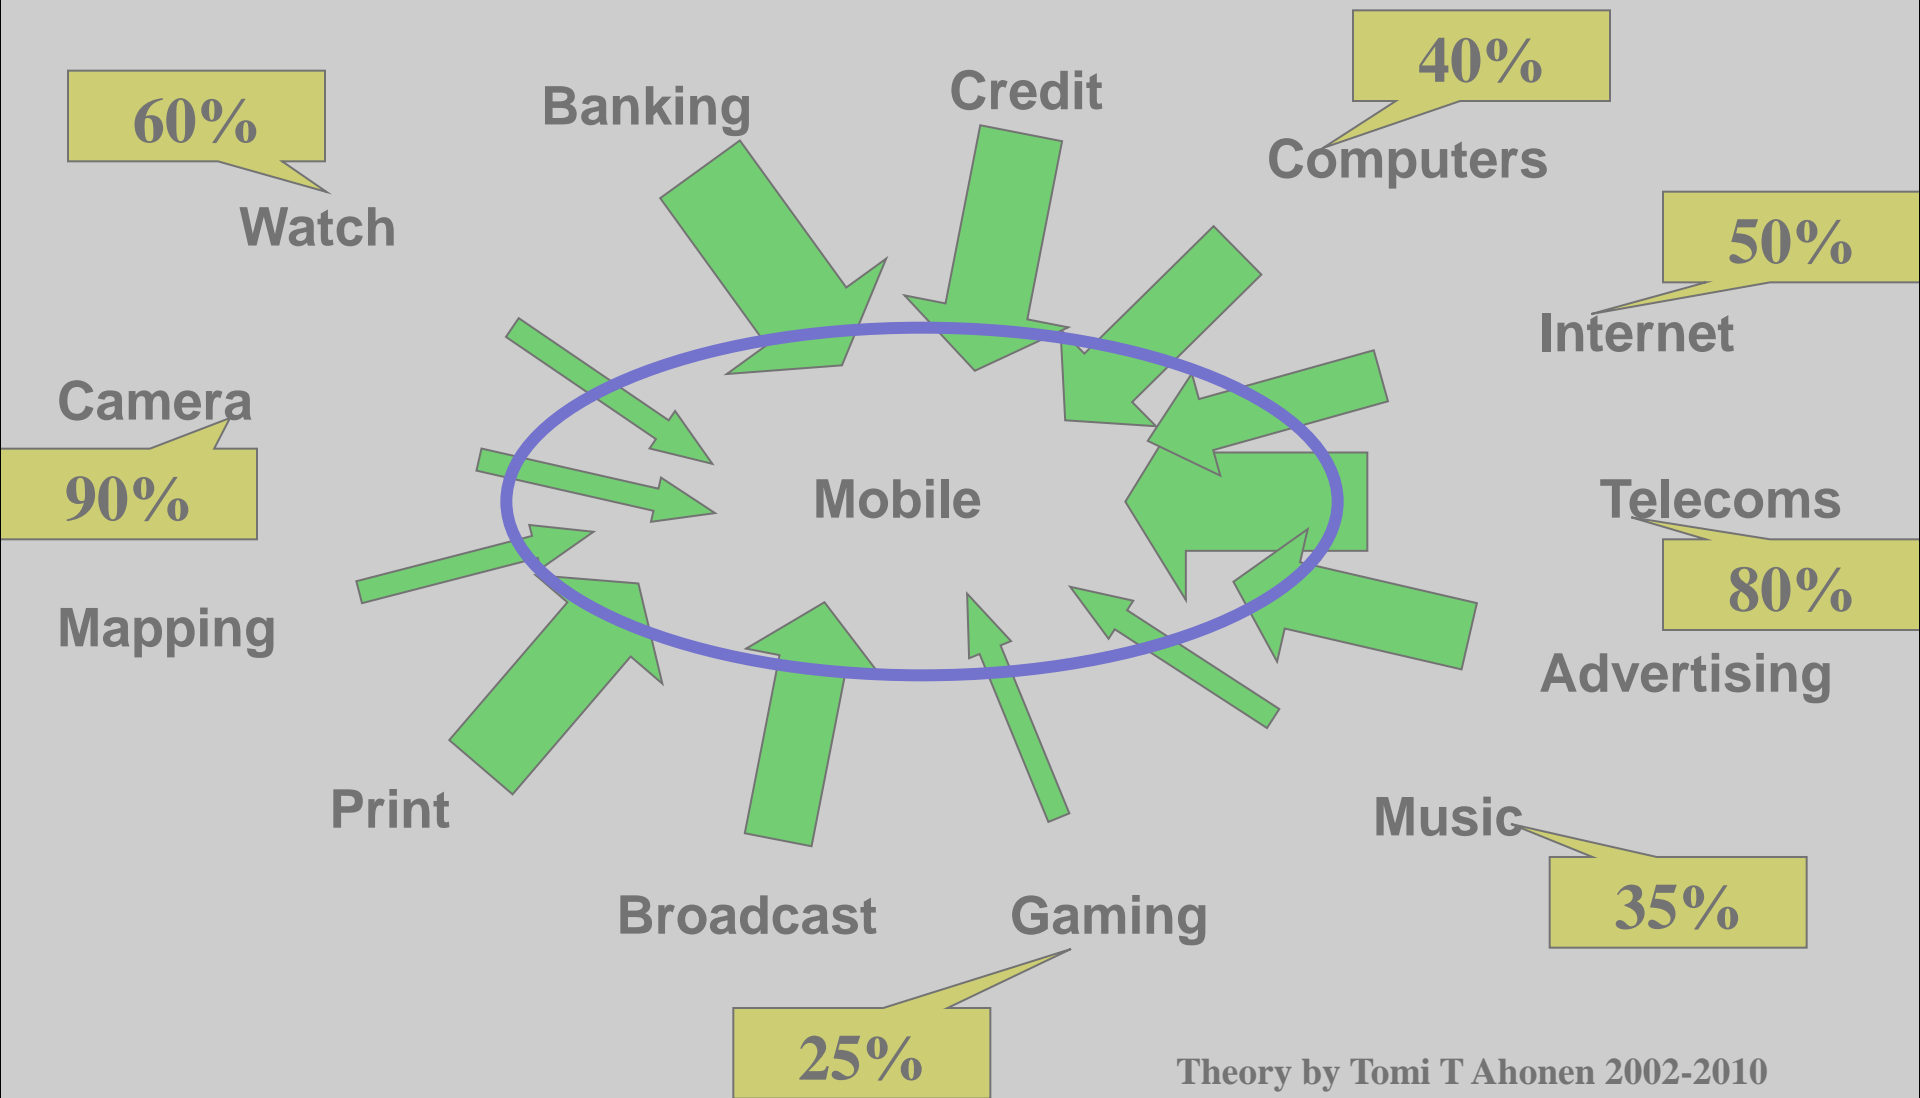 40%
Credit
Banking
60%
Computers
Watch
50%
Internet
Camera
90%
Mobile
Telecoms
80%
Mapping
Advertising
Print
Music
35%
Broadcast
Gaming
25%
Theory by Tomi T Ahonen 2002-2010